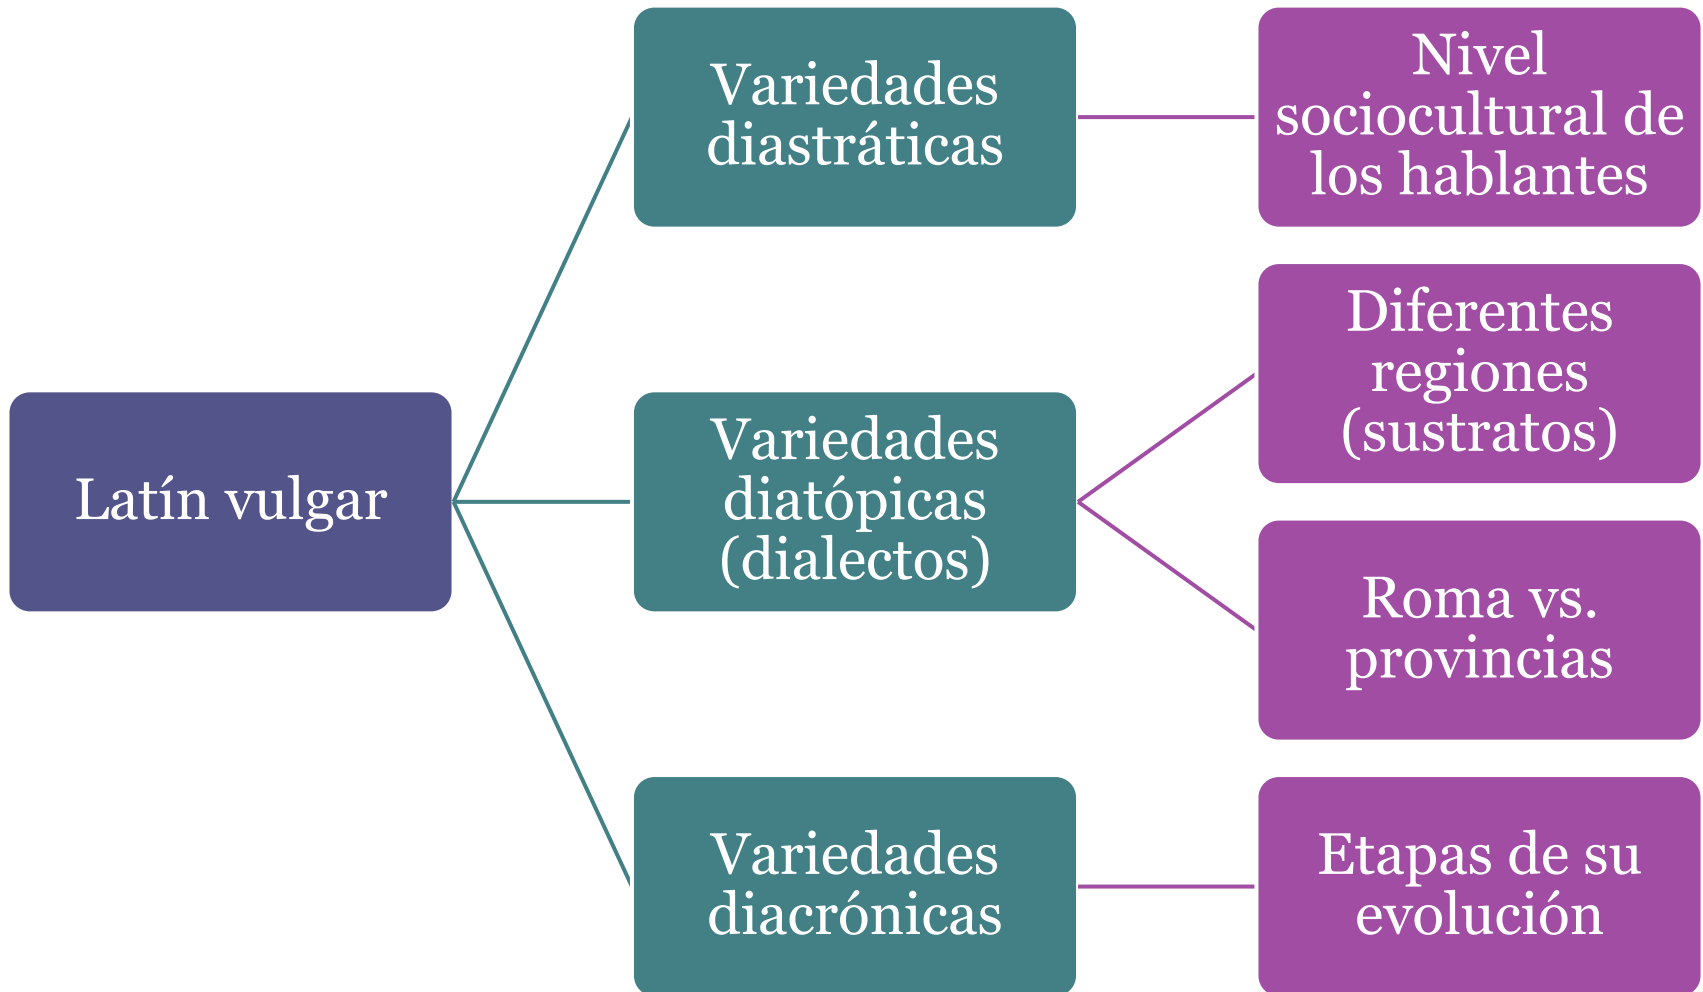 Latín vulgar
Variedades
diastráticas
Nivel
sociocultural de
los hablantes
Variedades
diatópicas
(dialectos)
Diferentes
regiones
(sustratos)
Roma vs.
provincias
Variedades
diacrónicas
Etapas de su
evolución